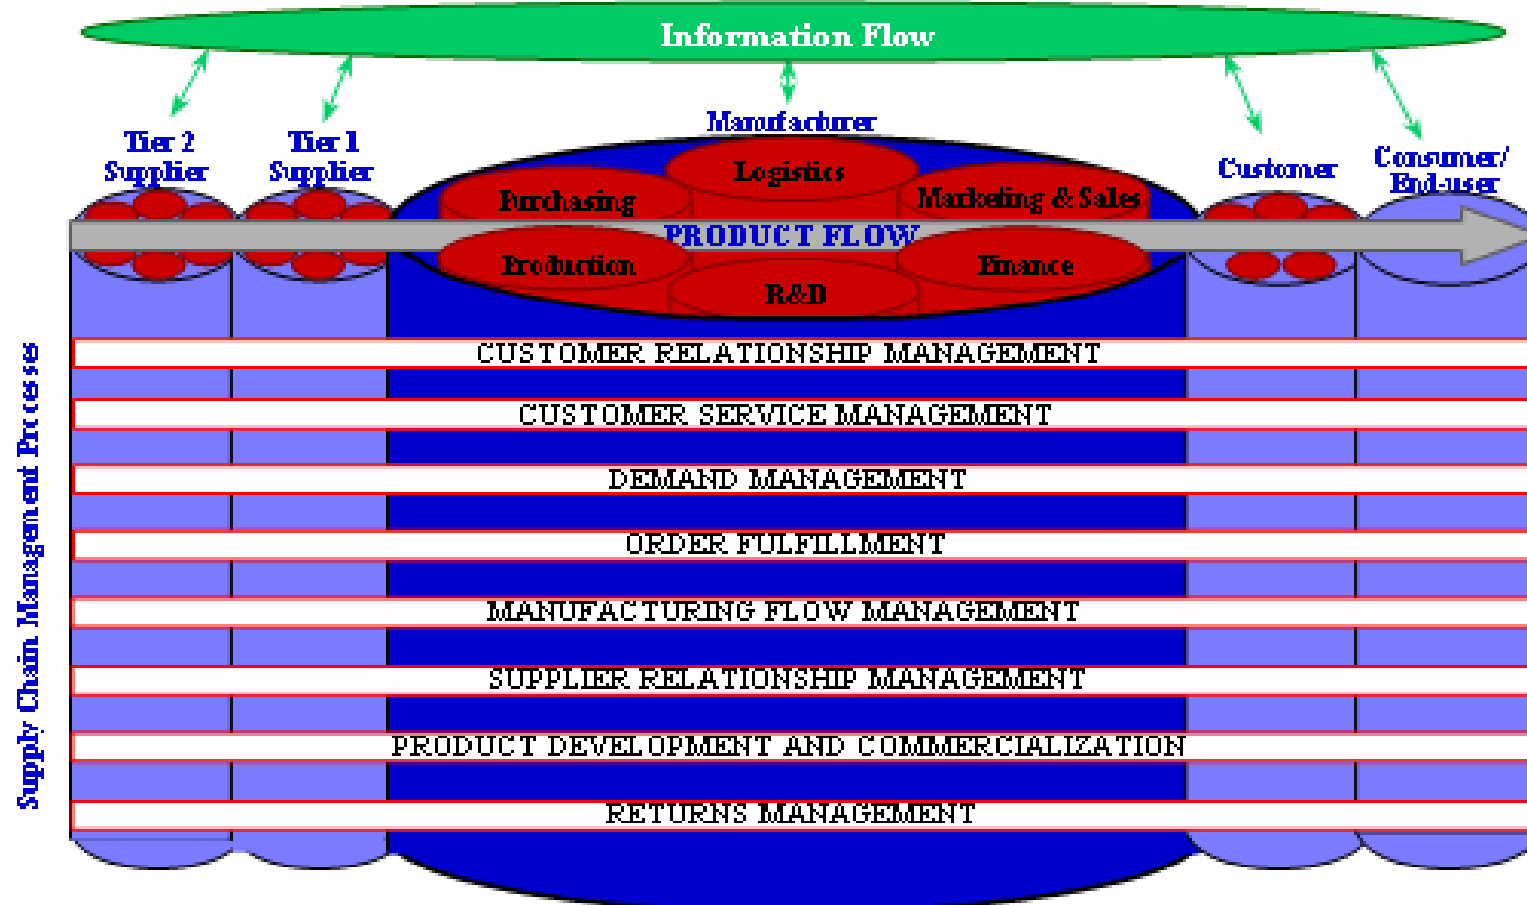 Information Flow
Manufacturer
Tier 2
Supplier
Tier 1
Supplier
Logistics
Purchasing
Marketing & Sales
Customer
Consumer/
End-user
PRODUCT FLOW
Production
Finance
R&D
Supply Chain Management Processes
CUSTOMER RELATIONSHIP MANAGEMENT
CUSTOMER SERVICE MANAGEMENT
DEMAND MANAGEMENT
ORDER FULFILLMENT
MANUFACTURING FLOW MANAGEMENT
SUPPLIER RELATIONSHIP MANAGEMENT
PRODUCT DEVELOPMENT AND COMMERCIALIZATION
RETURNS MANAGEMENT